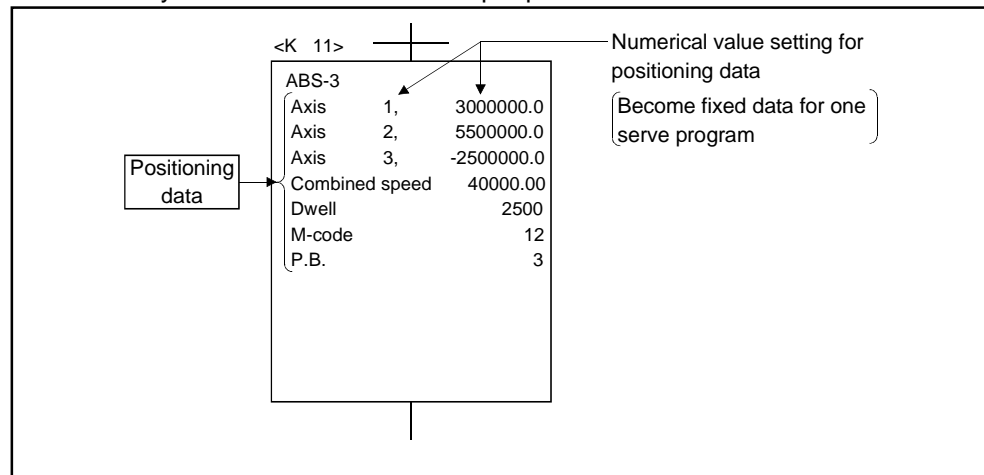 <K 11>
Numerical value setting for
positioning data
ABS-3
Axis 1, 3000000.0
Become fixed data for one
serve program
Axis 2, 5500000.0
Axis 3, -2500000.0
Positioning
data
Combined speed 40000.00
Dwell 2500
M-code 12
P.B. 3